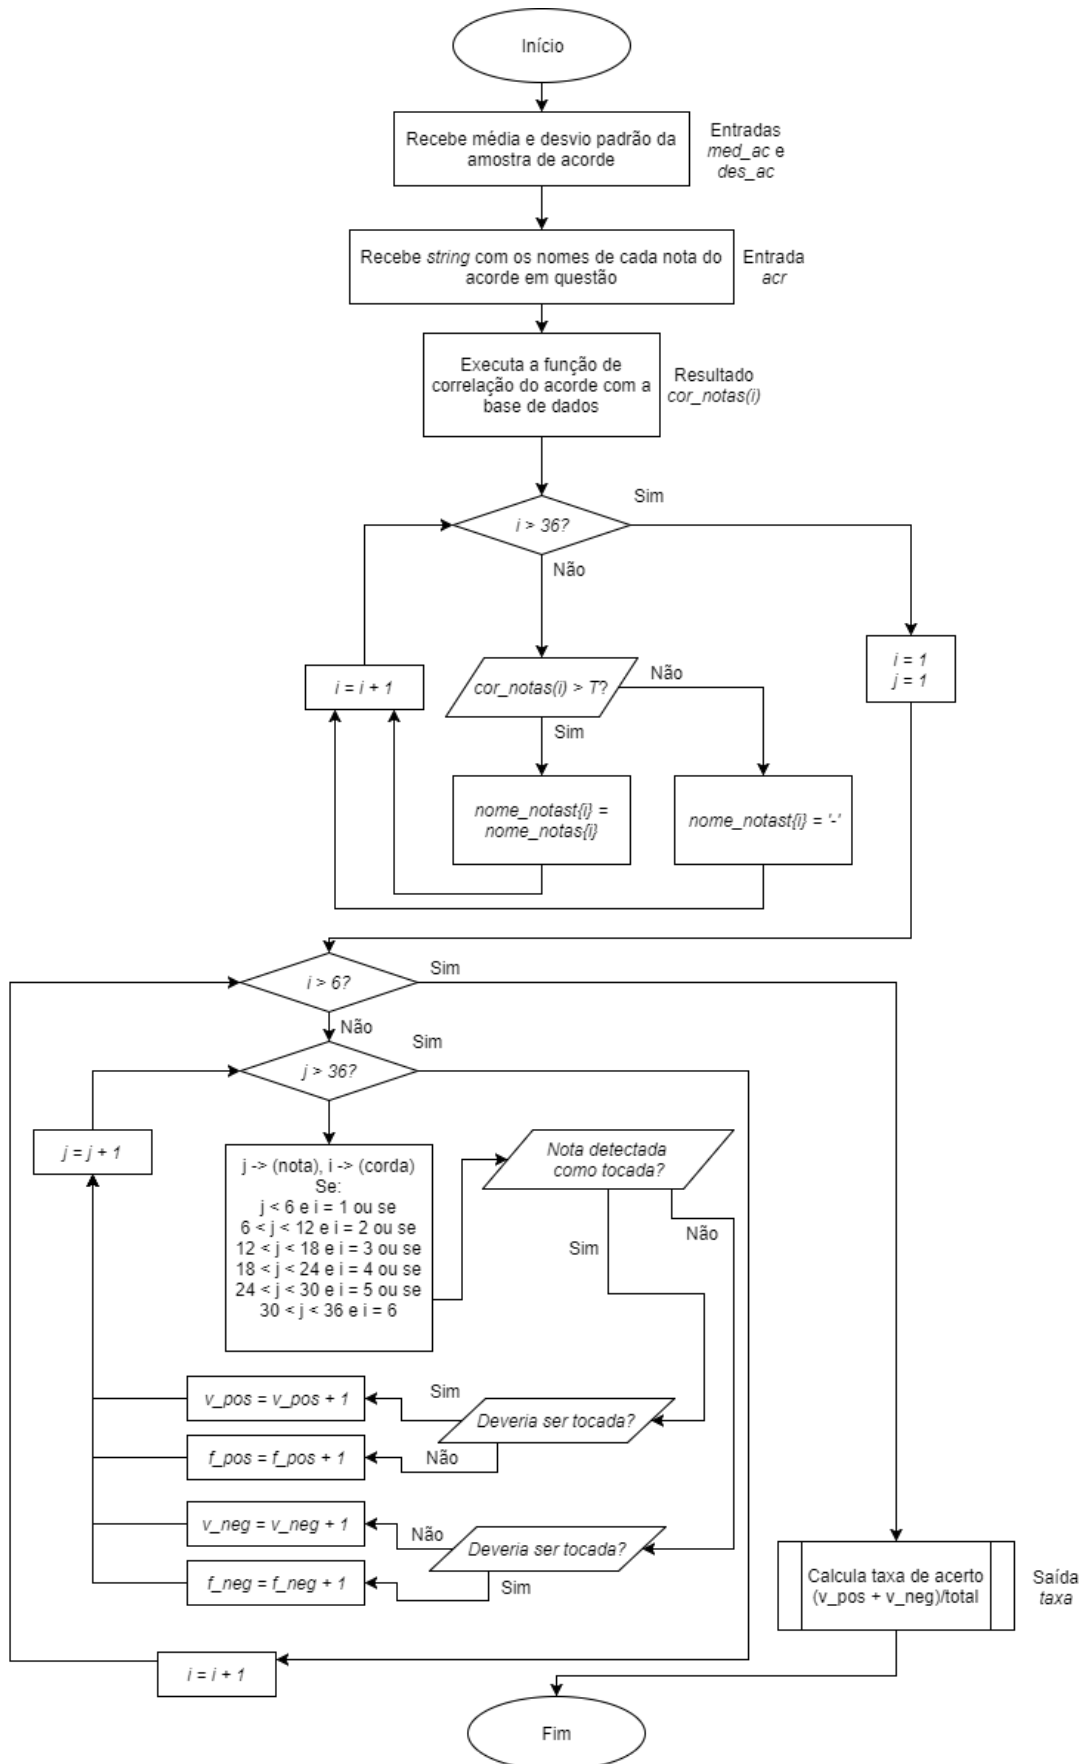 Início
Recebe média e desvio padrão da
amostra de acorde
Entradas
med_ac e
des_ac
Recebe string com os nomes de cada nota do
acorde em questão
Entrada
acr
Executa a função de
correlação do acorde com a
base de dados
Resultado
cor_notas(i)
Sim
i > 36?
Não
i = 1
j = 1
i = i + 1
cor_notas(i) > T?
Não
Sim
nome_notast{i} =
nome_notas{i}
nome_notast{i} = '-'
i > 6?
Sim
Não
Sim
j > 36?
j = j + 1
j -> (nota), i -> (corda)
Se:
j < 6 e i = 1 ou se
6 < j < 12 e i = 2 ou se
12 < j < 18 e i = 3 ou se
18 < j < 24 e i = 4 ou se
24 < j < 30 e i = 5 ou se
30 < j < 36 e i = 6
Nota detectada
como tocada?
Não
Sim
v_pos = v_pos + 1
Sim
Deveria ser tocada?
f_pos = f_pos + 1
Não
v_neg = v_neg + 1
Não
Deveria ser tocada?
f_neg = f_neg + 1
Sim
Calcula taxa de acerto
(v_pos + v_neg)/total
Saída
taxa
i = i + 1
Fim